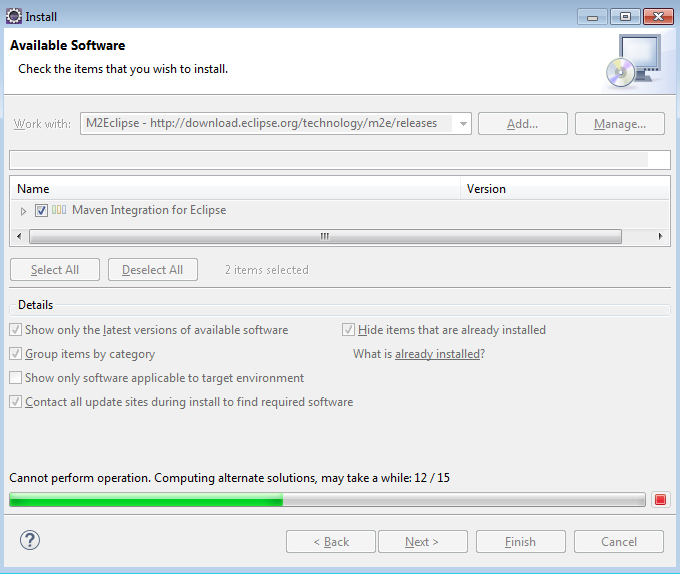 Install
Available Software
Check the items that you wish to install.
Work with: M2Eclipse - http://download.eclipse.org/technology/m2e/releases Add... Manage...
Name Version
Maven Integration for Eclipse
Select All Deselect All 2 items selected
Details
Show only the latest versions of available software Hide items that are already installed
Group items by category What is already installed?
Show only software applicable to target environment
Contact all update sites during install to find required software
Cannot perform operation. Computing alternate solutions, may take a while: 12 / 15
? < Back Next > Finish Cancel